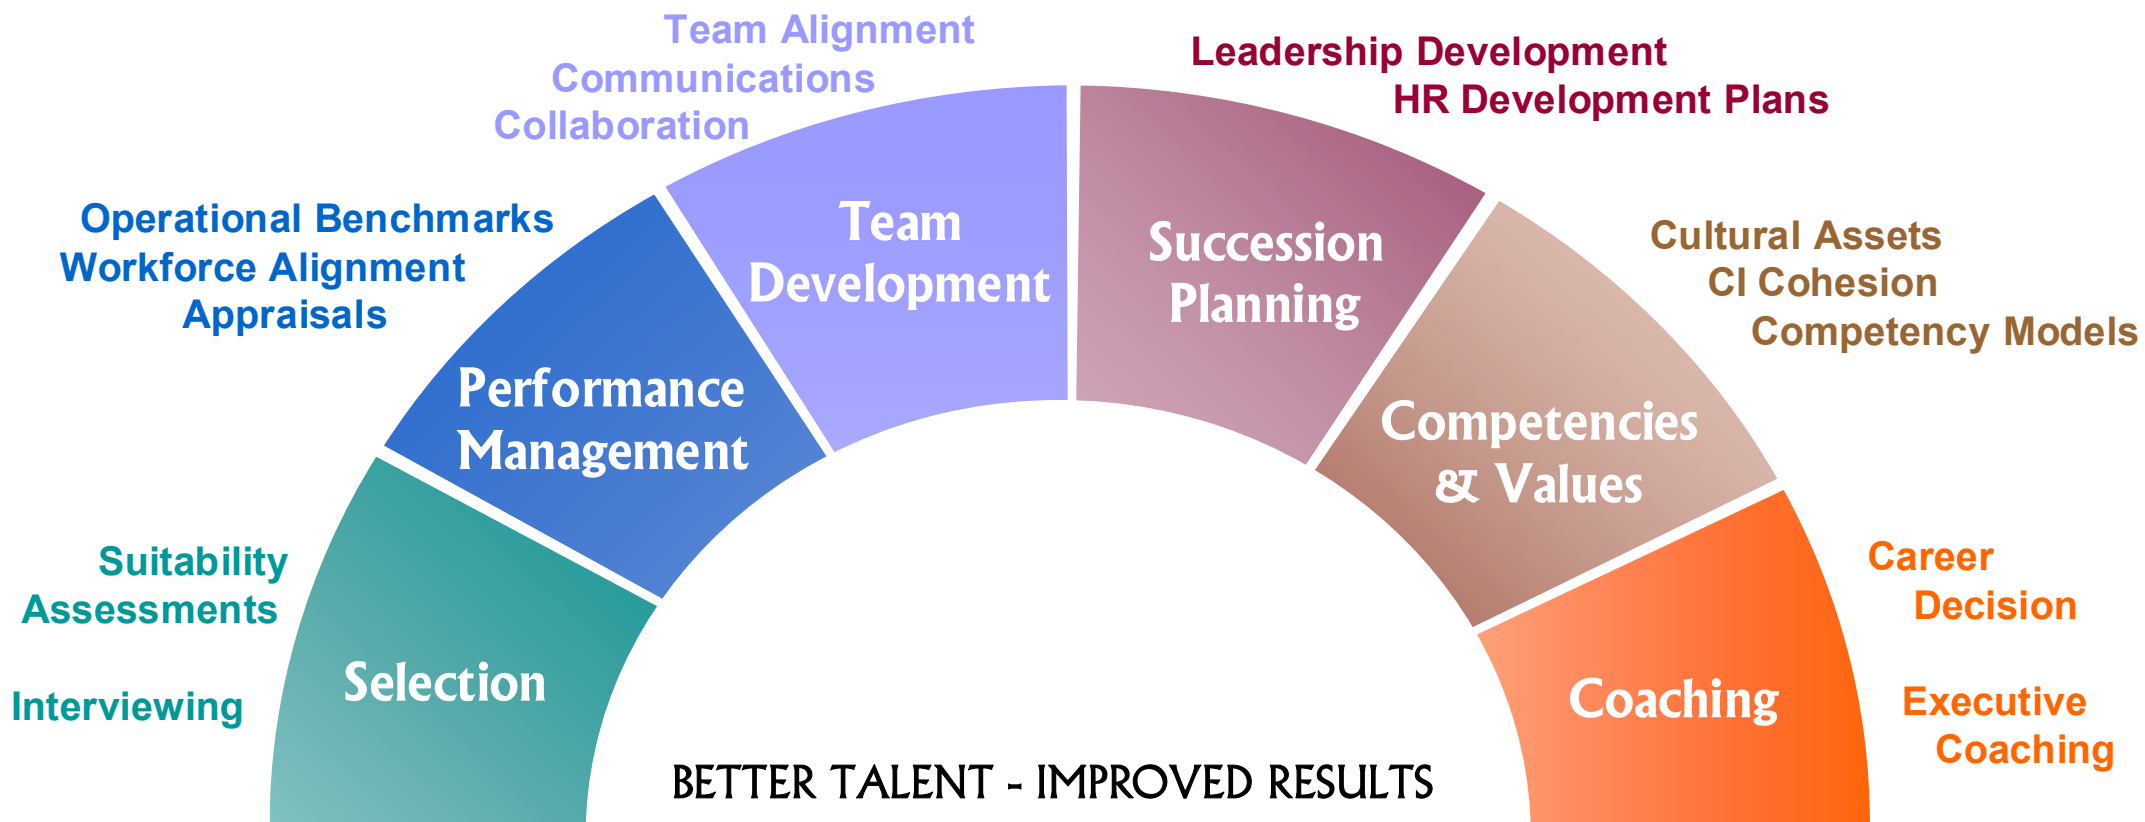 Team Alignment
Communications
Collaboration
Leadership Development
HR Development Plans
Operational Benchmarks
Workforce Alignment
Appraisals
Cultural Assets
CI Cohesion
Competency Models
Team
Development
Succession
Planning
Performance
Management
Competencies
& Values
Suitability
Assessments
Interviewing
Selection
Coaching
Career
Decision
Executive
Coaching
BETTER TALENT - IMPROVED RESULTS